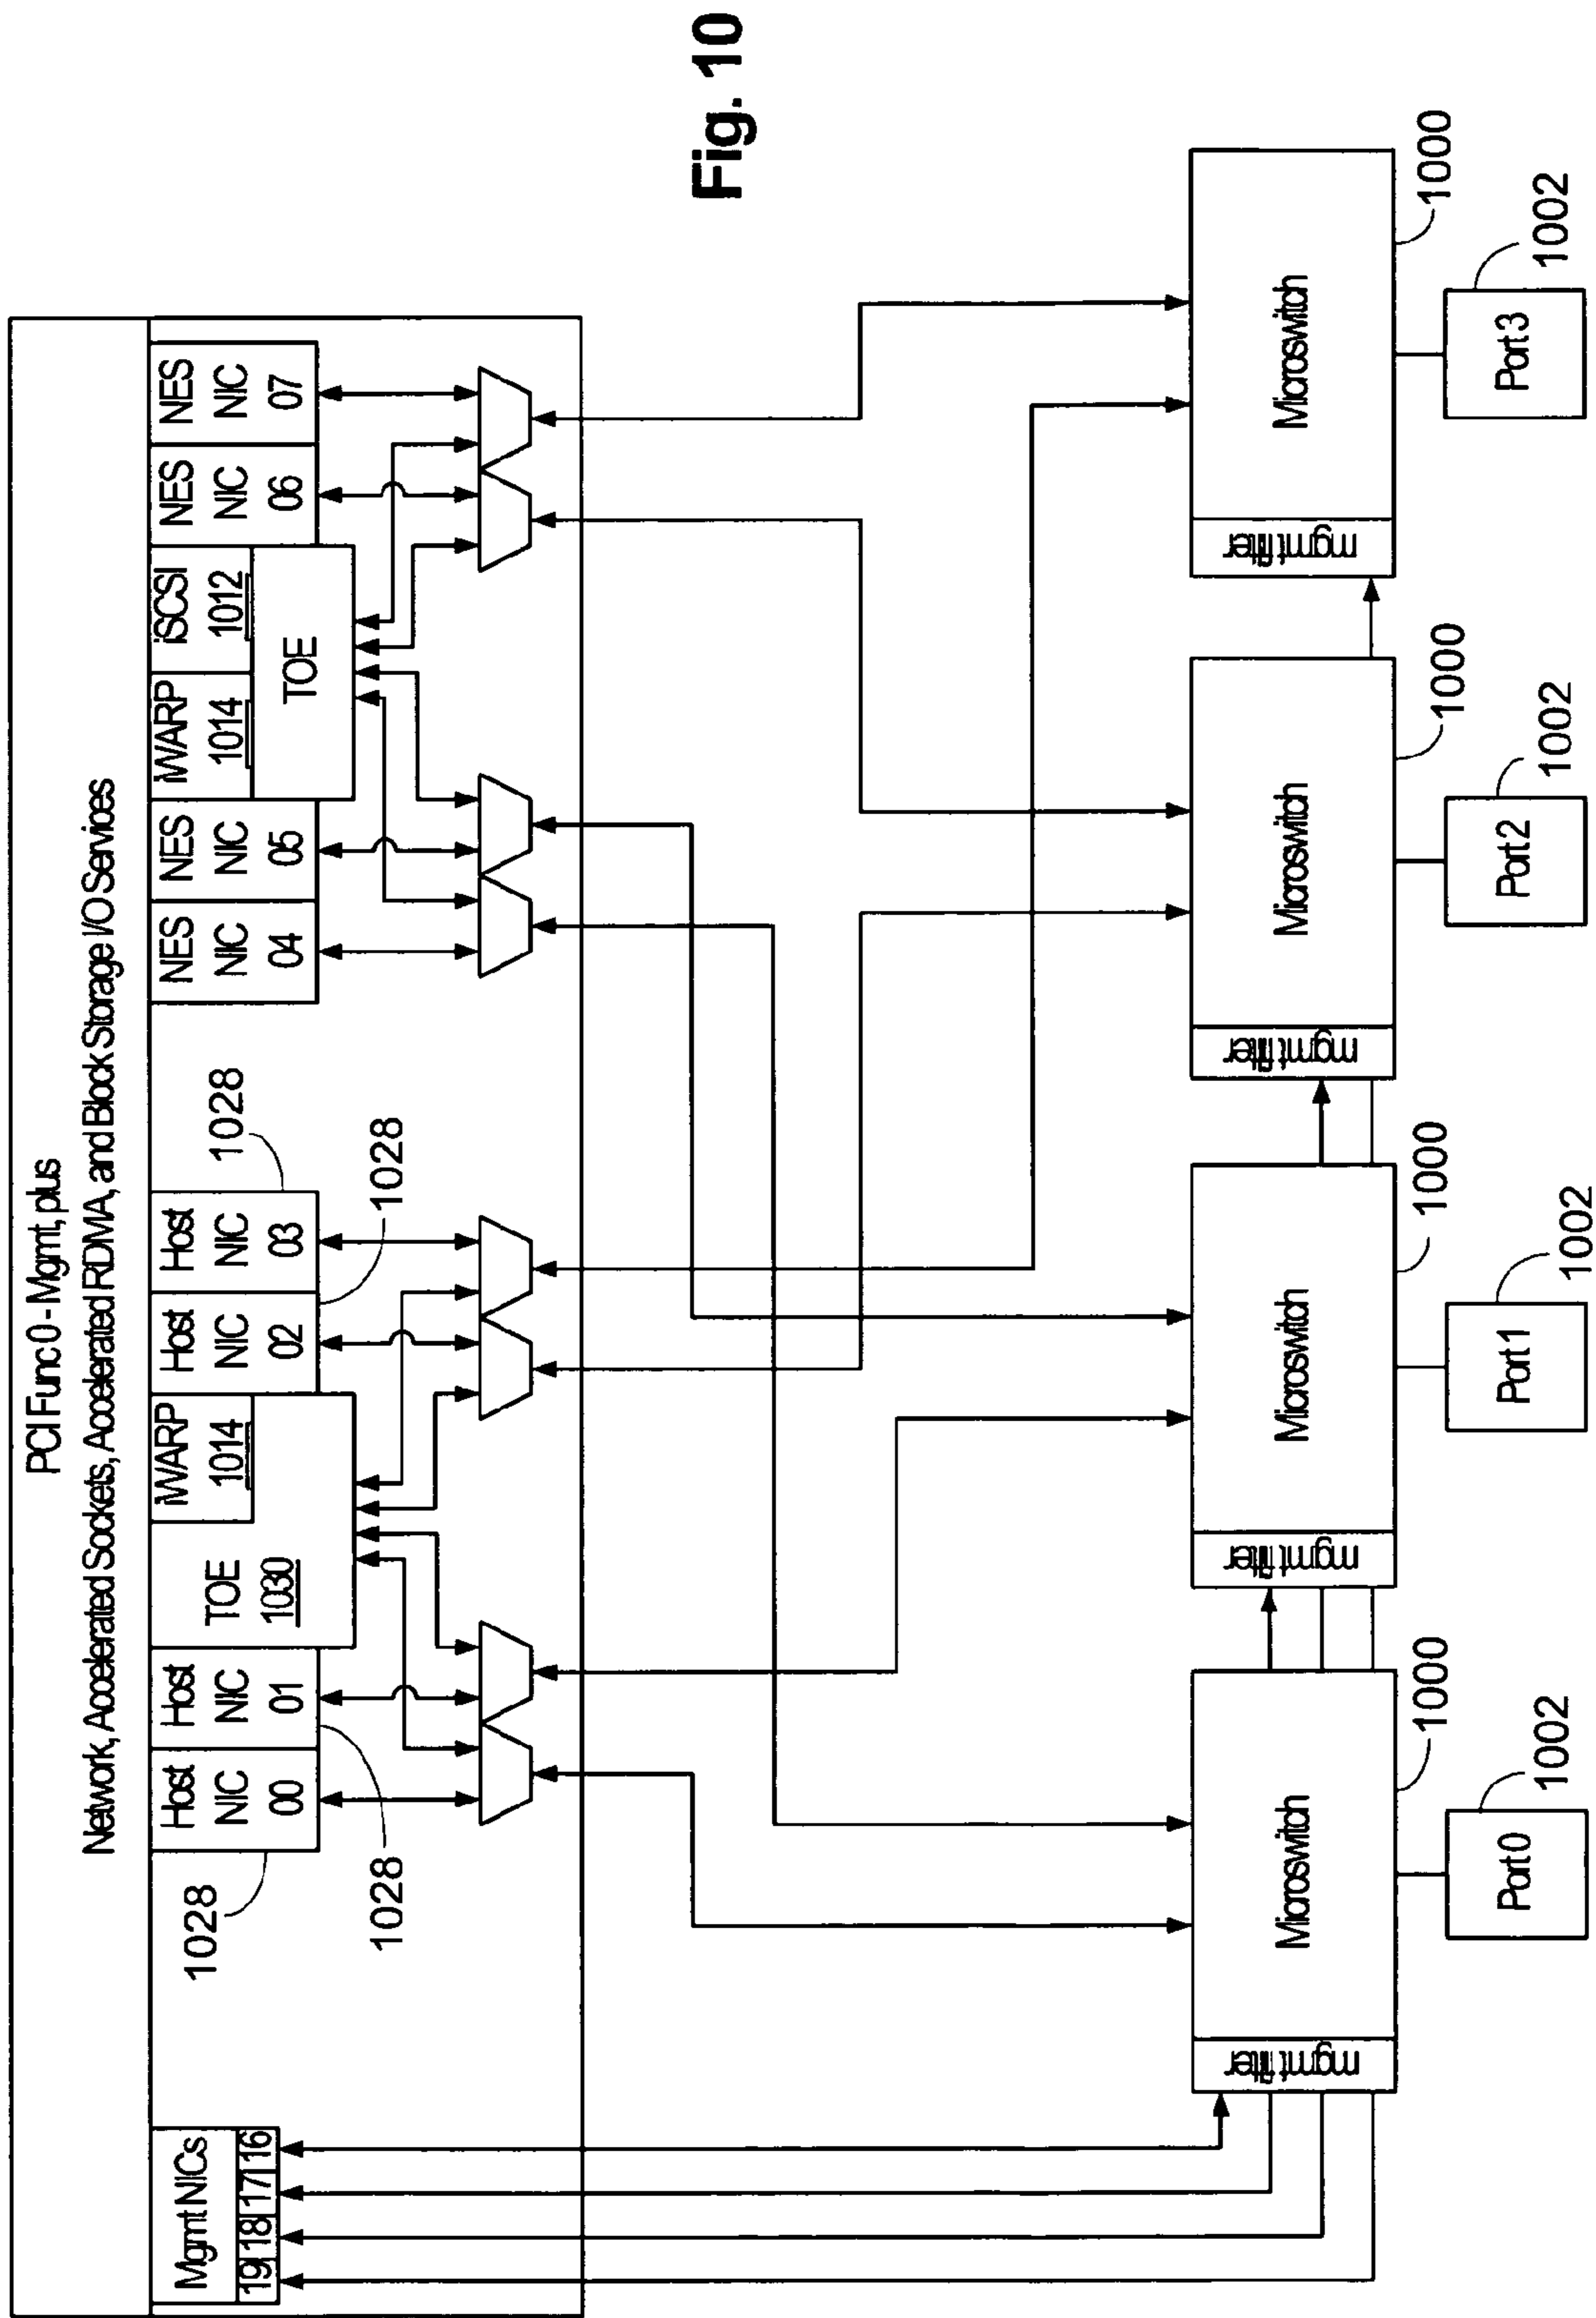 PCI Func 0 - Mgmt, plus
Network, Accelerated Sockets, Accelerated RDMA, and Block Storage I/O Services
Mgmt NICs
19 18 17 16
Host
NIC
00
Host
NIC
01
TOE
1030
iWARP
1014
Host
NIC
02
Host
NIC
03
NES
NIC
04
NES
NIC
05
iWARP
1014
iSCSI
1012
TOE
NES
NIC
06
NES
NIC
07
1028
1028
1028
1028
Fig. 10
mgmt filter
Microswitch
1000
mgmt filter
Microswitch
1000
mgmt filter
Microswitch
1000
mgmt filter
Microswitch
1000
Port 0
1002
Port 1
1002
Port 2
1002
Port 3
1002